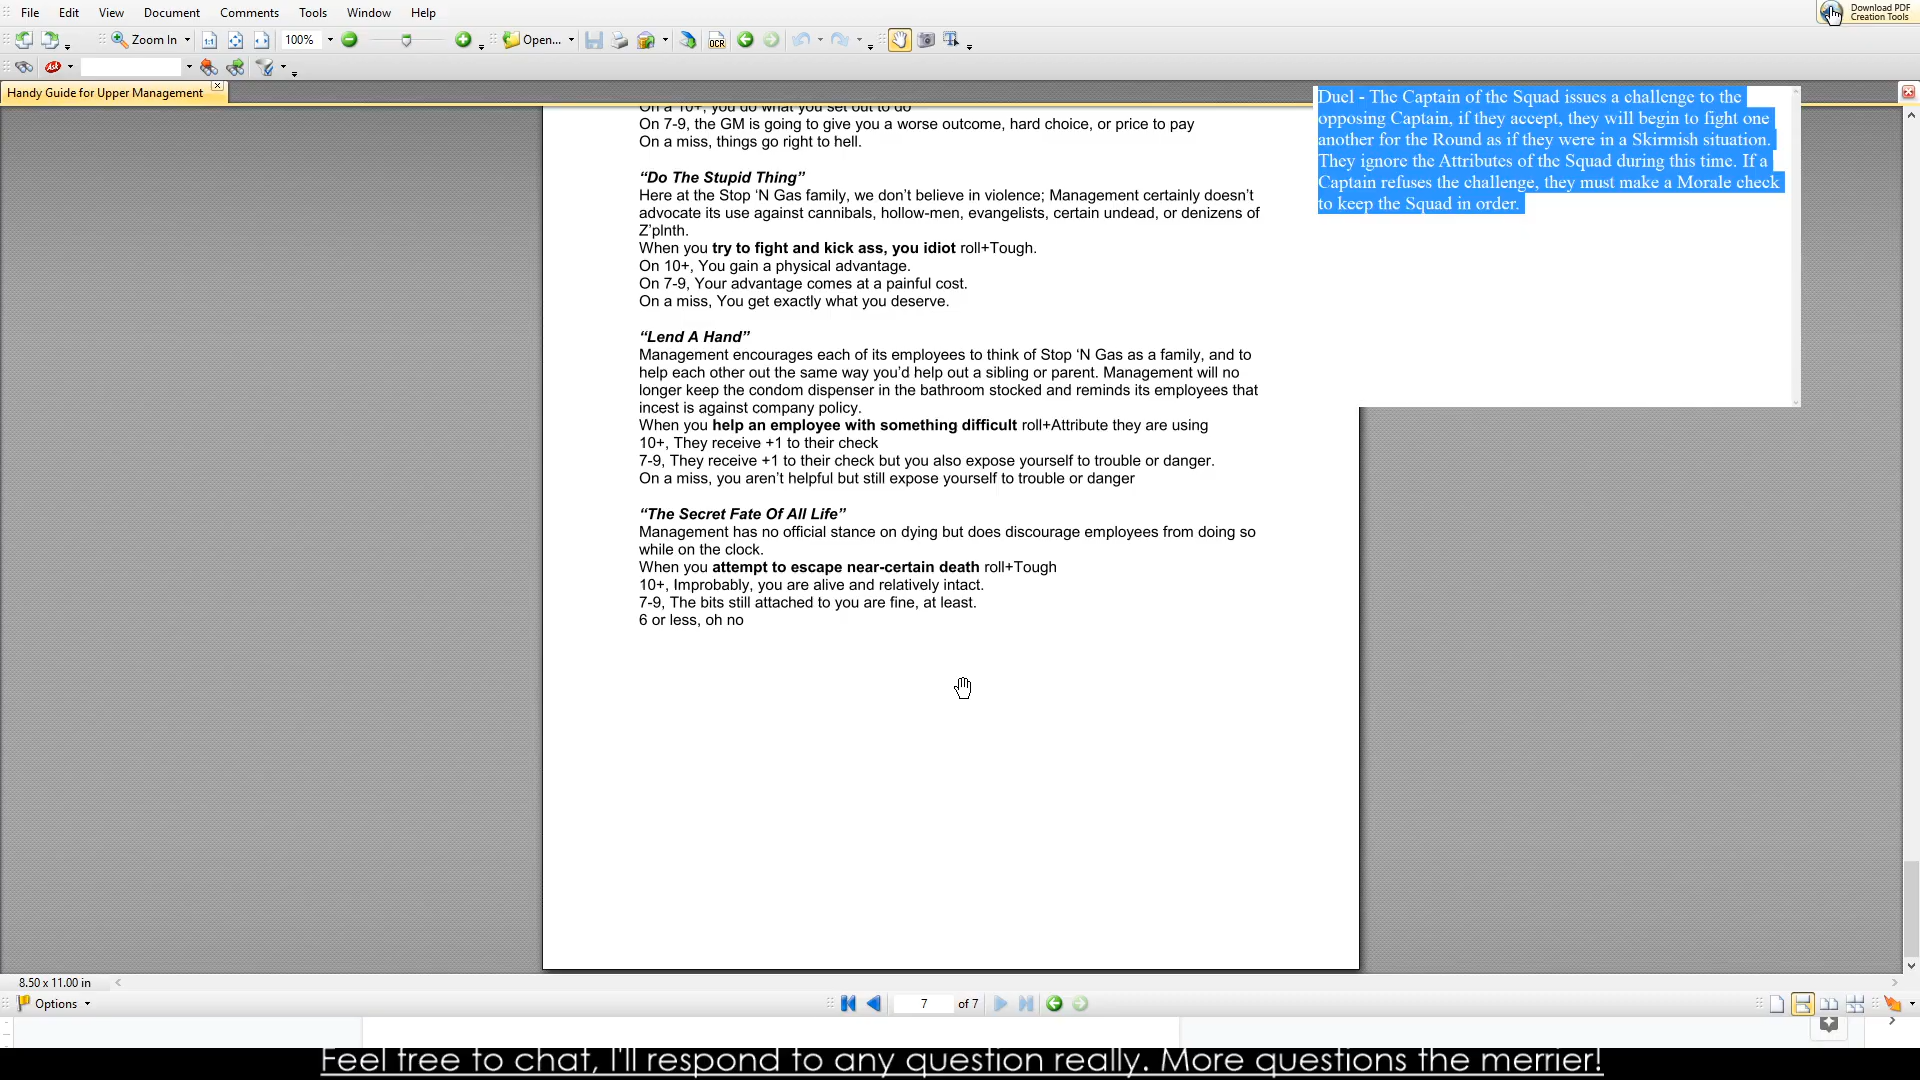 File Edit View Document Comments Tools Window Help
Download PDF
Creation Tools
Zoom In 100% Open... OCR
Ask
Handy Guide for Upper Management
On a 10+, you do what you set out to do
On 7-9, the GM is going to give you a worse outcome, hard choice, or price to pay
On a miss, things go right to hell.
“Do The Stupid Thing”
Here at the Stop ‘N Gas family, we don’t believe in violence; Management certainly doesn’t
advocate its use against cannibals, hollow-men, evangelists, certain undead, or denizens of
Z’plnth.
When you try to fight and kick ass, you idiot roll+Tough.
On 10+, You gain a physical advantage.
On 7-9, Your advantage comes at a painful cost.
On a miss, You get exactly what you deserve.
“Lend A Hand”
Management encourages each of its employees to think of Stop ‘N Gas as a family, and to
help each other out the same way you’d help out a sibling or parent. Management will no
longer keep the condom dispenser in the bathroom stocked and reminds its employees that
incest is against company policy.
When you help an employee with something difficult roll+Attribute they are using
10+, They receive +1 to their check
7-9, They receive +1 to their check but you also expose yourself to trouble or danger.
On a miss, you aren’t helpful but still expose yourself to trouble or danger
“The Secret Fate Of All Life”
Management has no official stance on dying but does discourage employees from doing so
while on the clock.
When you attempt to escape near-certain death roll+Tough
10+, Improbably, you are alive and relatively intact.
7-9, The bits still attached to you are fine, at least.
6 or less, oh no
Duel - The Captain of the Squad issues a challenge to the
opposing Captain, if they accept, they will begin to fight one
another for the Round as if they were in a Skirmish situation.
They ignore the Attributes of the Squad during this time. If a
Captain refuses the challenge, they must make a Morale check
to keep the Squad in order.
8.50 x 11.00 in
Options 7 of 7
Feel free to chat, I'll respond to any question really. More questions the merrier!